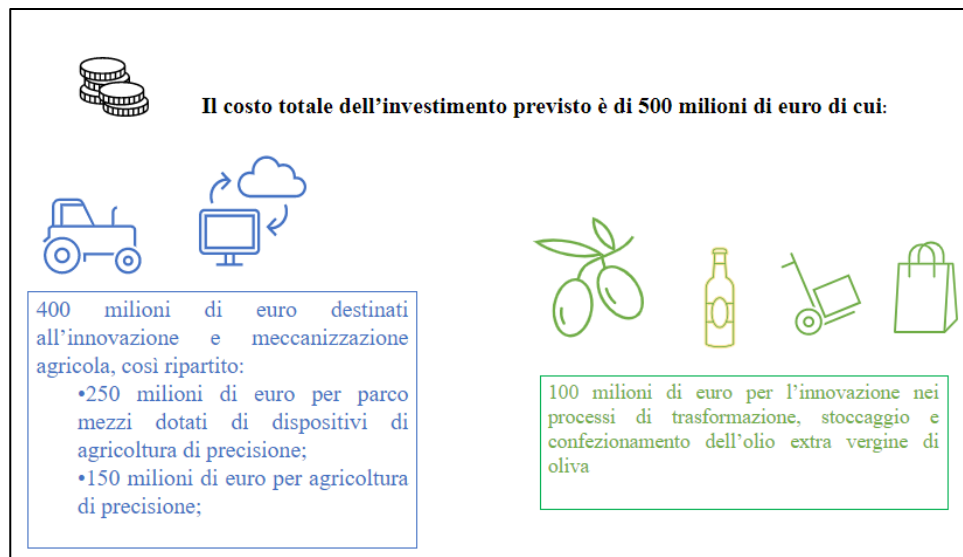 Il costo totale dell’investimento previsto è di 500 milioni di euro di cui:
400 milioni di euro destinati
all’innovazione e meccanizzazione
agricola, così ripartito:
•250 milioni di euro per parco
mezzi dotati di dispositivi di
agricoltura di precisione;
•150 milioni di euro per agricoltura
di precisione;
100 milioni di euro per l’innovazione nei
processi di trasformazione, stoccaggio e
confezionamento dell’olio extra vergine di
oliva